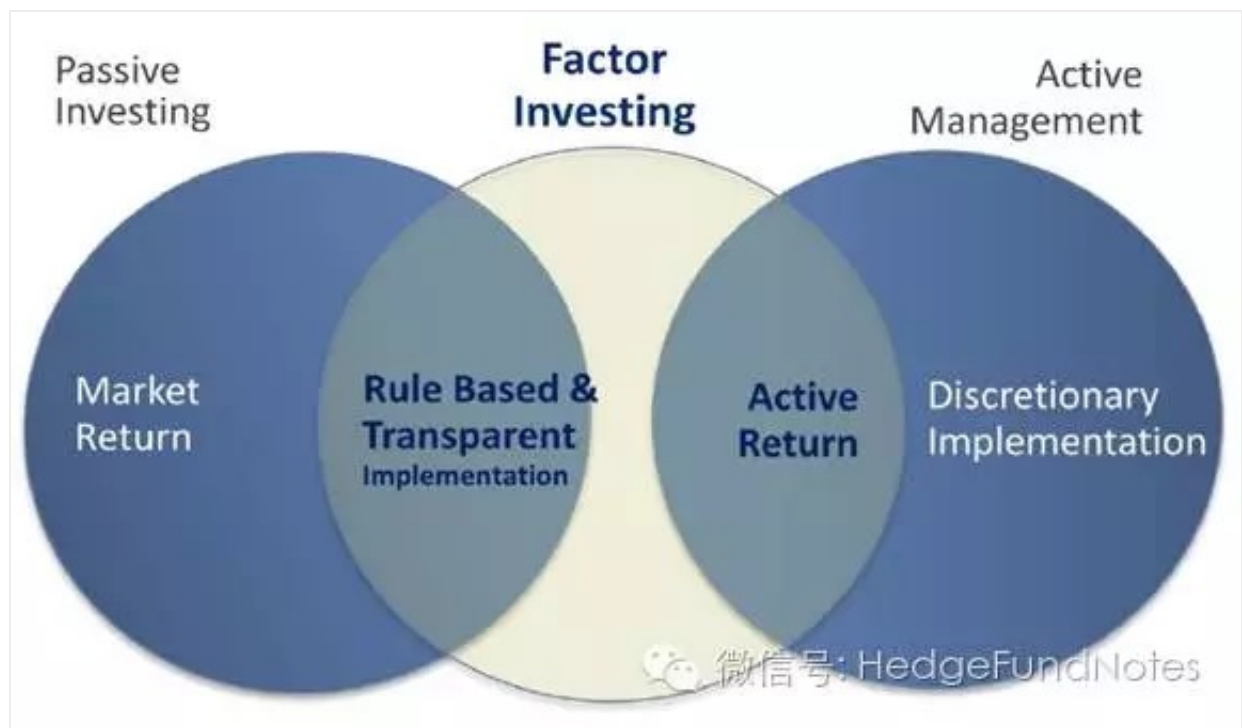 Passive
Investing
Factor
Investing
Active
Management
Market
Return
Rule Based &
Transparent
Implementation
Active
Return
Discretionary
Implementation
微信号: HedgeFundNotes